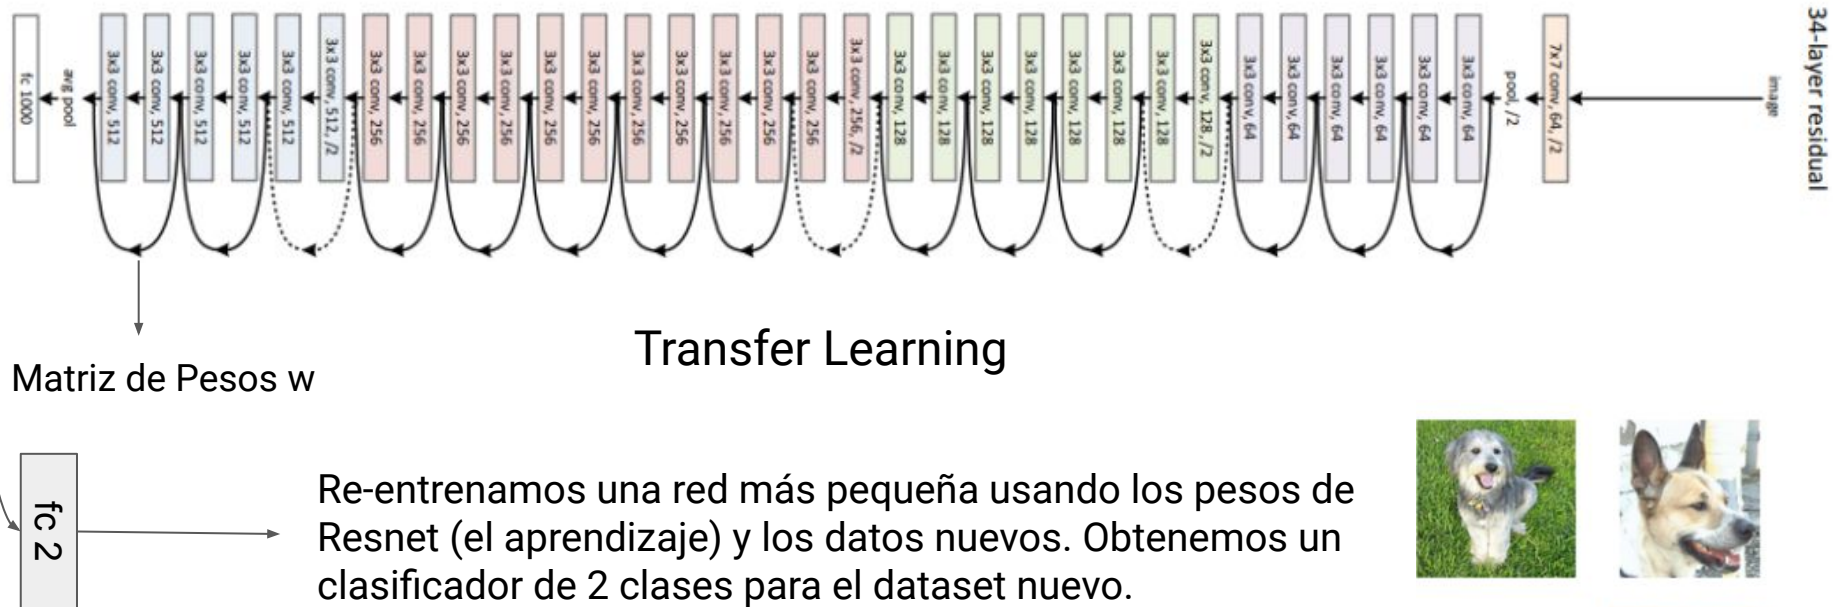 fc 1000
avg pool
3x3 conv, 512
3x3 conv, 512
3x3 conv, 512
3x3 conv, 512
3x3 conv, 512
3x3 conv, 512, /2
3x3 conv, 256
3x3 conv, 256
3x3 conv, 256
3x3 conv, 256
3x3 conv, 256
3x3 conv, 256
3x3 conv, 256
3x3 conv, 256
3x3 conv, 256
3x3 conv, 256
3x3 conv, 256
3x3 conv, 256, /2
3x3 conv, 128
3x3 conv, 128
3x3 conv, 128
3x3 conv, 128
3x3 conv, 128
3x3 conv, 128
3x3 conv, 128
3x3 conv, 128, /2
3x3 conv, 64
3x3 conv, 64
3x3 conv, 64
3x3 conv, 64
3x3 conv, 64
3x3 conv, 64
pool, /2
7x7 conv, 64, /2
image
34-layer residual
Transfer Learning
Matriz de Pesos w
fc 2
Re-entrenamos una red más pequeña usando los pesos de
Resnet (el aprendizaje) y los datos nuevos. Obtenemos un
clasificador de 2 clases para el dataset nuevo.